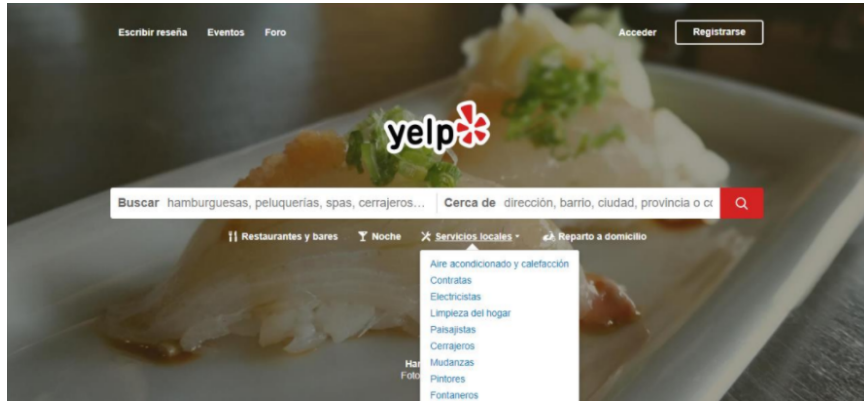 Escribir reseña Eventos Foro Acceder Registrarse
yelp
Buscar hamburguesas, peluquerías, spas, cerrajeros... Cerca de dirección, barrio, ciudad, provincia o
Restaurantes y bares Noche Servicios locales Reparto a domicilio
Aire acondicionado y calefacción
Contratas
Electricistas
Limpieza del hogar
Paisajistas
Cerrajeros
Mudanzas
Pintores
Fontaneros